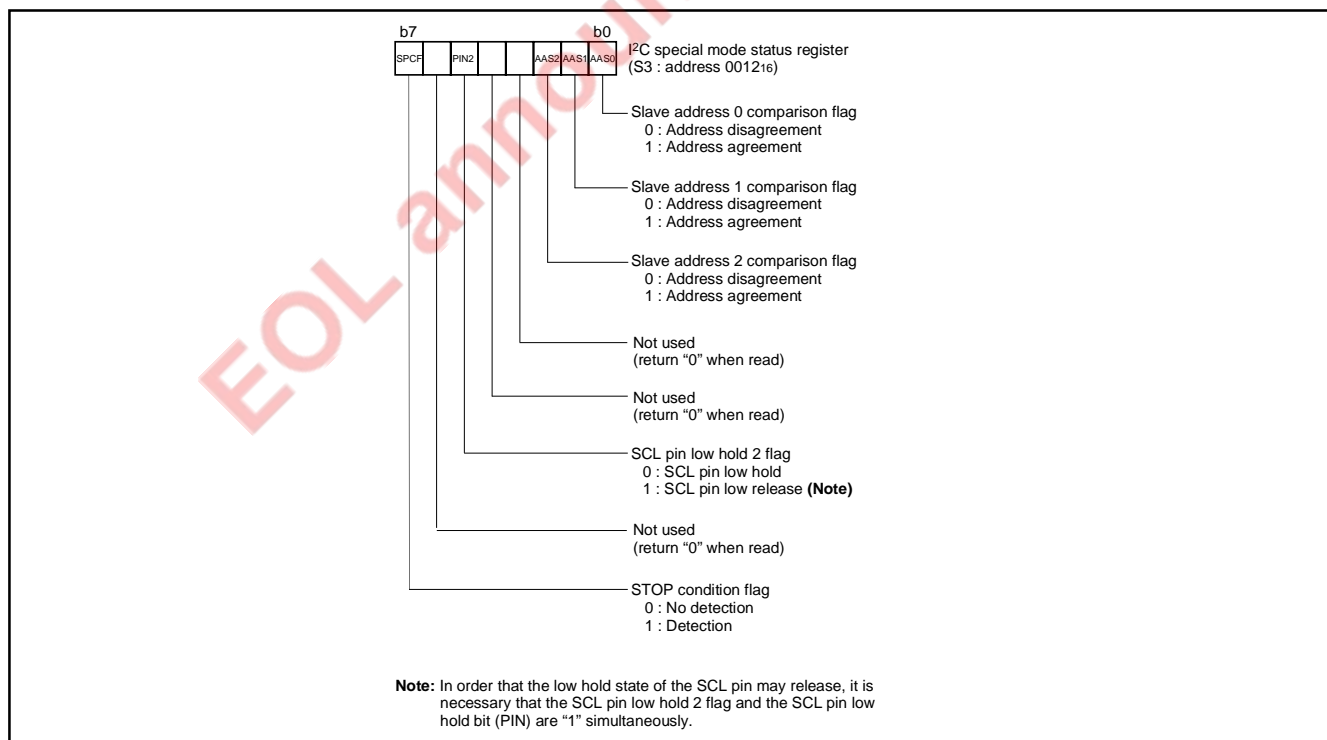 b7 b0
SPCF PIN2 AAS2 AAS1 AAS0
I²C special mode status register
(S3 : address 0012₁₆)
Slave address 0 comparison flag
0 : Address disagreement
1 : Address agreement
Slave address 1 comparison flag
0 : Address disagreement
1 : Address agreement
Slave address 2 comparison flag
0 : Address disagreement
1 : Address agreement
Not used
(return “0” when read)
Not used
(return “0” when read)
SCL pin low hold 2 flag
0 : SCL pin low hold
1 : SCL pin low release (Note)
Not used
(return “0” when read)
STOP condition flag
0 : No detection
1 : Detection
Note: In order that the low hold state of the SCL pin may release, it is
necessary that the SCL pin low hold 2 flag and the SCL pin low
hold bit (PIN) are “1” simultaneously.
EOL